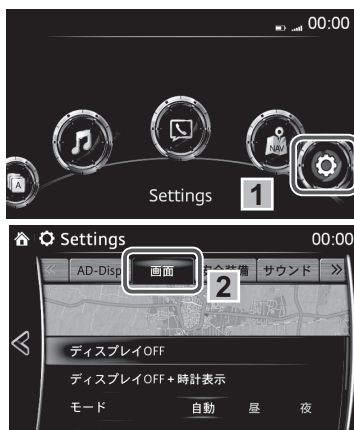 00:00
A
NAV
Settings
1
Settings 00:00
AD-Disp 画面 全装備 サウンド
2
ディスプレイOFF
ディスプレイOFF+時計表示
モード 自動 昼 夜